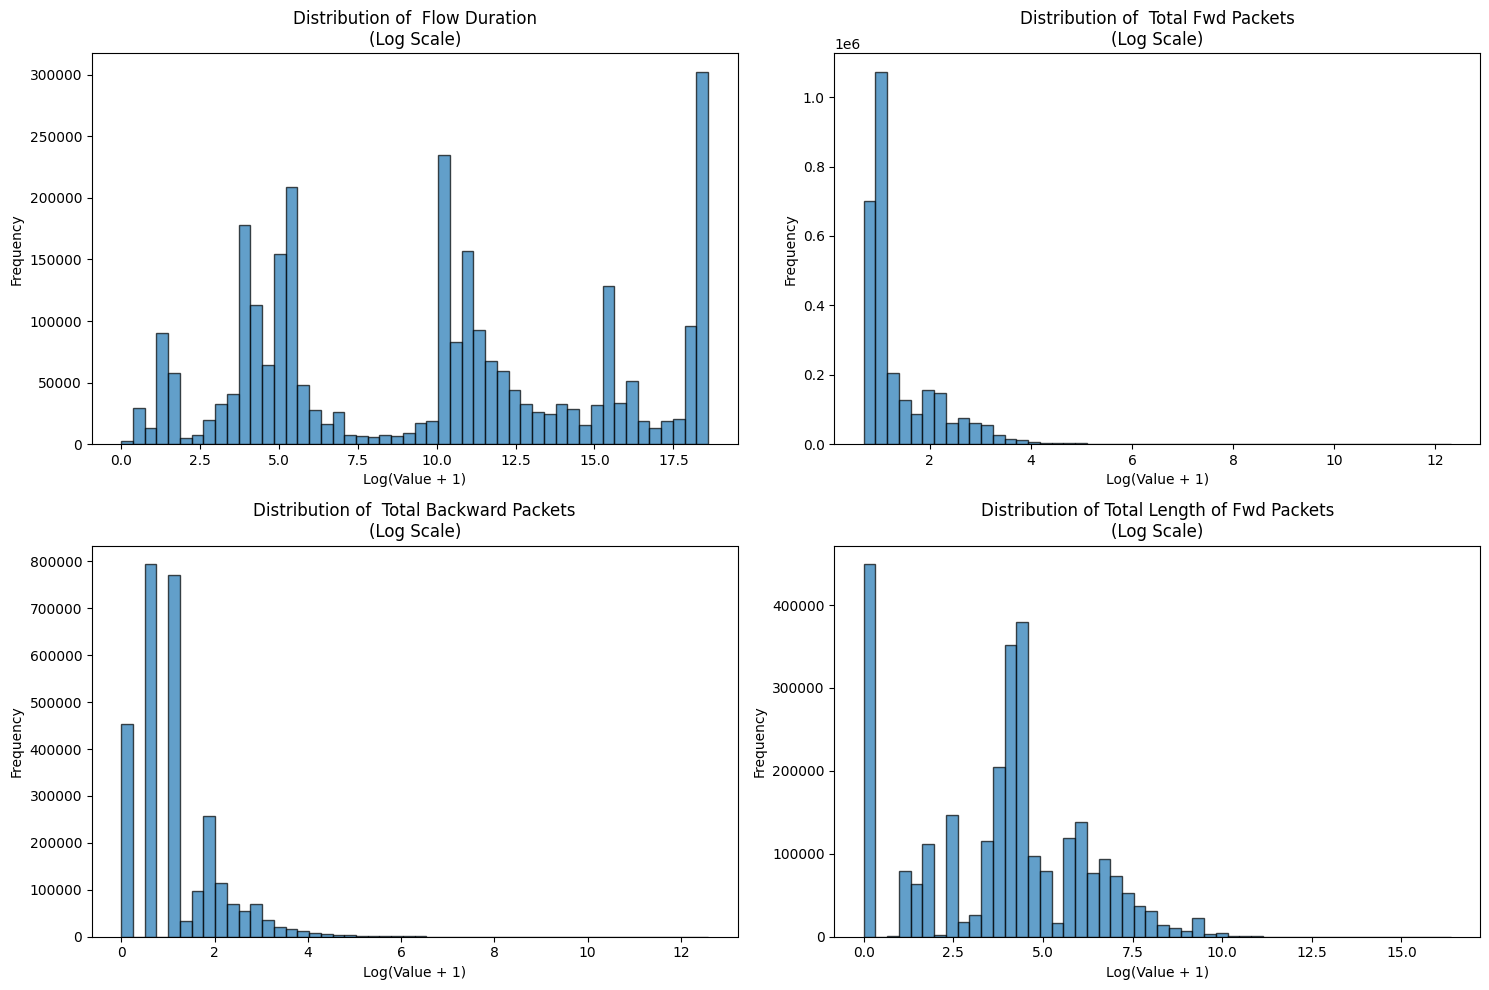 Distribution of  Flow Duration
(Log Scale)
300000
250000
200000
150000
100000
50000
0
Frequency
0.0 2.5 5.0 7.5 10.0 12.5 15.0 17.5
Log(Value + 1)
Distribution of  Total Fwd Packets
(Log Scale)
1e6
1.0
0.8
0.6
0.4
0.2
0.0
Frequency
2 4 6 8 10 12
Log(Value + 1)
Distribution of  Total Backward Packets
(Log Scale)
800000
700000
600000
500000
400000
300000
200000
100000
0
Frequency
0 2 4 6 8 10 12
Log(Value + 1)
Distribution of Total Length of Fwd Packets
(Log Scale)
400000
300000
200000
100000
0
Frequency
0.0 2.5 5.0 7.5 10.0 12.5 15.0
Log(Value + 1)